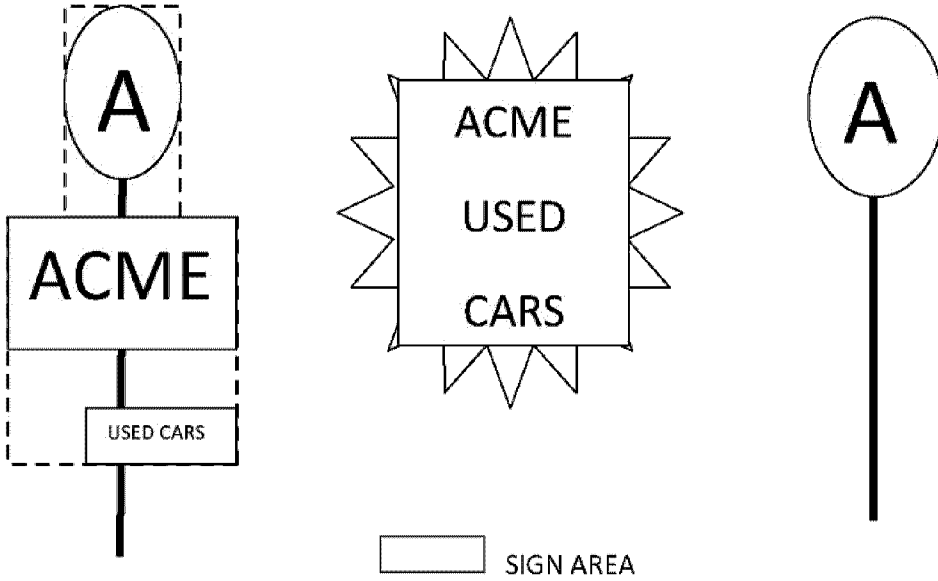 A
ACME
USED CARS
ACME
USED
CARS
A
SIGN AREA